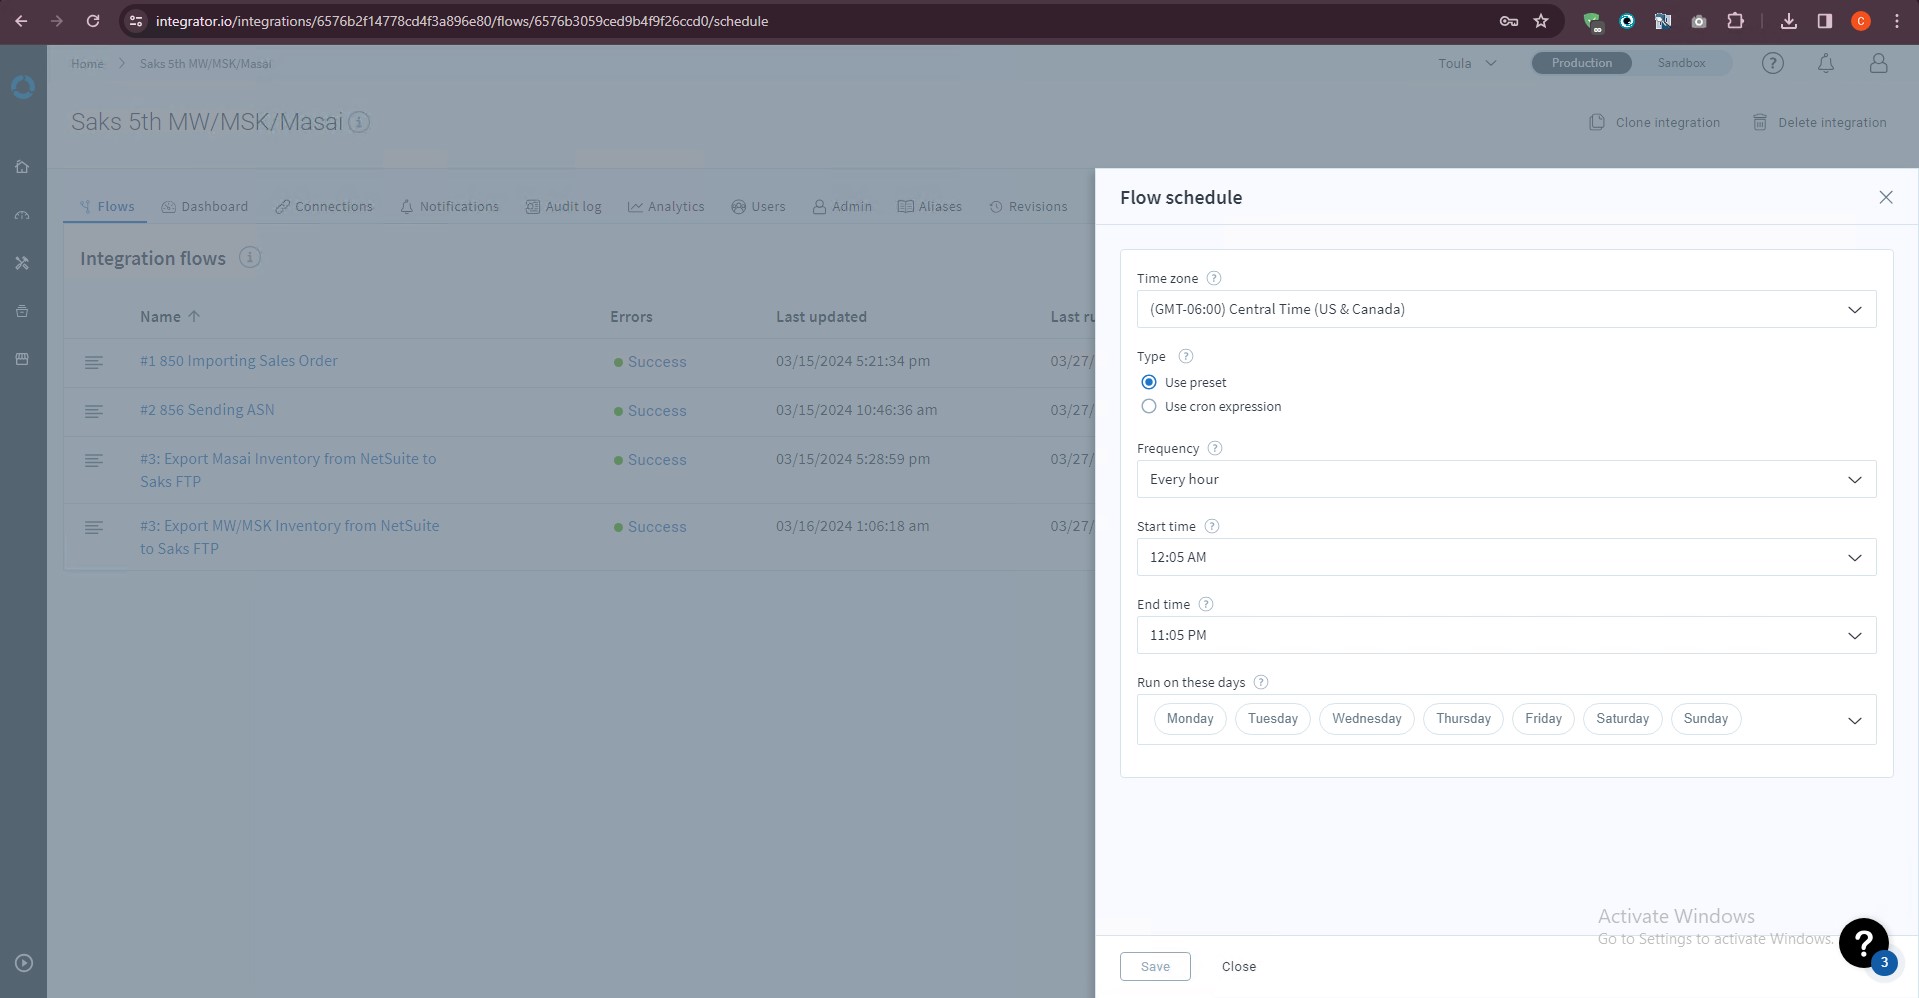 integrator.io/integrations/6576b2f14778cd4f3a896e80/flows/6576b3059ced9b4f9f26ccd0/schedule
C
Home > Saks 5th MW/MSK/Masai
Toula
Production Sandbox
Saks 5th MW/MSK/Masai
Clone integration Delete integration
Flows Dashboard Connections Notifications Audit log Analytics Users Admin Aliases Revisions
Integration flows
Name Errors Last updated Last ru
#1 850 Importing Sales Order Success 03/15/2024 5:21:34 pm 03/27/
#2 856 Sending ASN Success 03/15/2024 10:46:36 am 03/27/
#3: Export Masai Inventory from NetSuite to Success 03/15/2024 5:28:59 pm 03/27/
Saks FTP
#3: Export MW/MSK Inventory from NetSuite Success 03/16/2024 1:06:18 am 03/27/
to Saks FTP
Flow schedule
Time zone ?
(GMT-06:00) Central Time (US & Canada)
Type ?
Use preset
Use cron expression
Frequency ?
Every hour
Start time ?
12:05 AM
End time ?
11:05 PM
Run on these days ?
Monday Tuesday Wednesday Thursday Friday Saturday Sunday
Activate Windows
Go to Settings to activate Windows.
Save Close
?
3